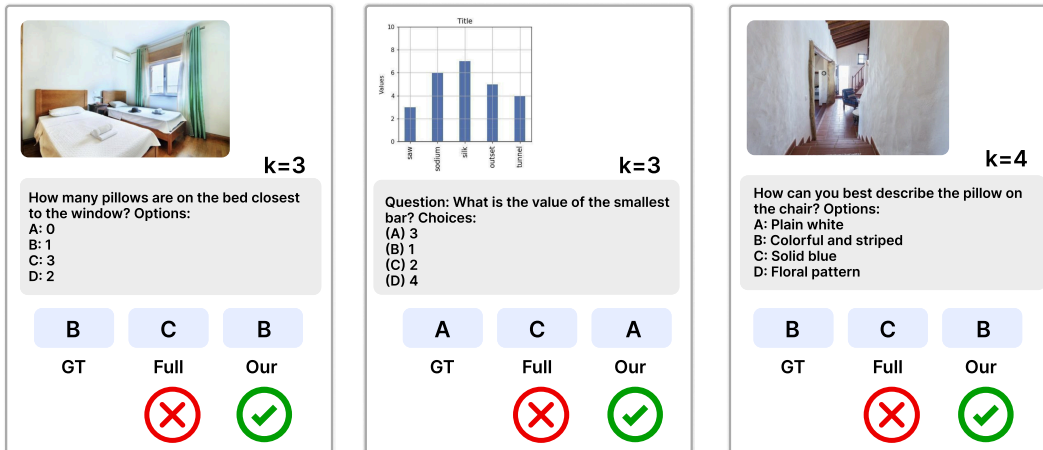 k=3
How many pillows are on the bed closest
to the window? Options:
A: 0
B: 1
C: 3
D: 2
B
C
B
GT
Full
Our
Title
10
8
6
4
2
0
Values
saw
sodium
silk
outset
tunnel
k=3
Question: What is the value of the smallest
bar? Choices:
(A) 3
(B) 1
(C) 2
(D) 4
A
C
A
GT
Full
Our
k=4
How can you best describe the pillow on
the chair? Options:
A: Plain white
B: Colorful and striped
C: Solid blue
D: Floral pattern
B
C
B
GT
Full
Our